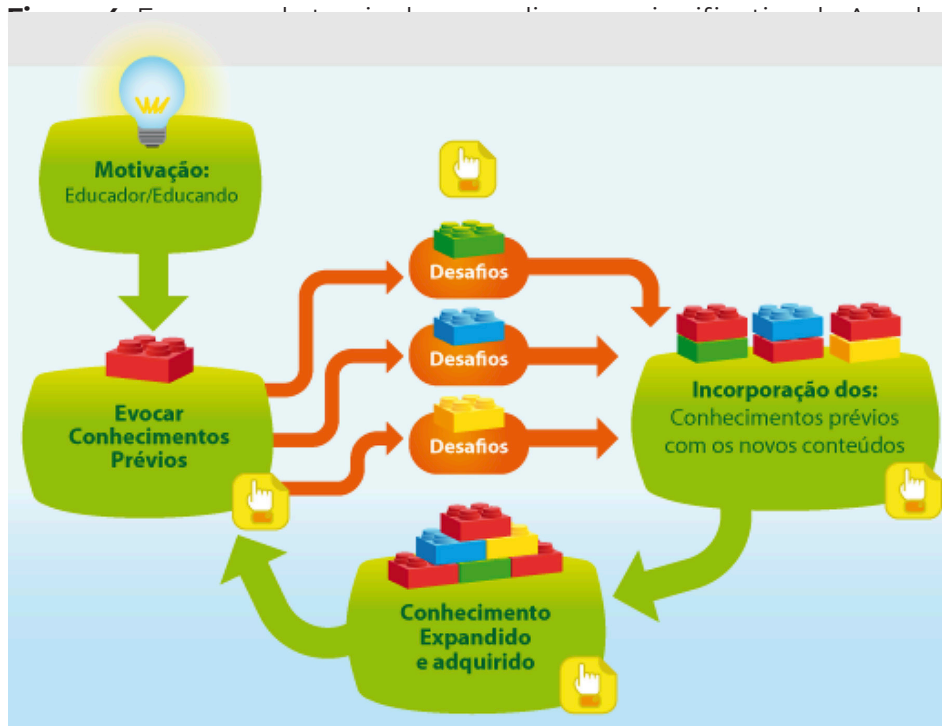 Motivação:
Educador/Educando
Desafios
Desafios
Desafios
Evocar
Conhecimentos
Prévios
Incorporação dos:
Conhecimentos prévios
com os novos conteúdos
Conhecimento
Expandido
e adquirido